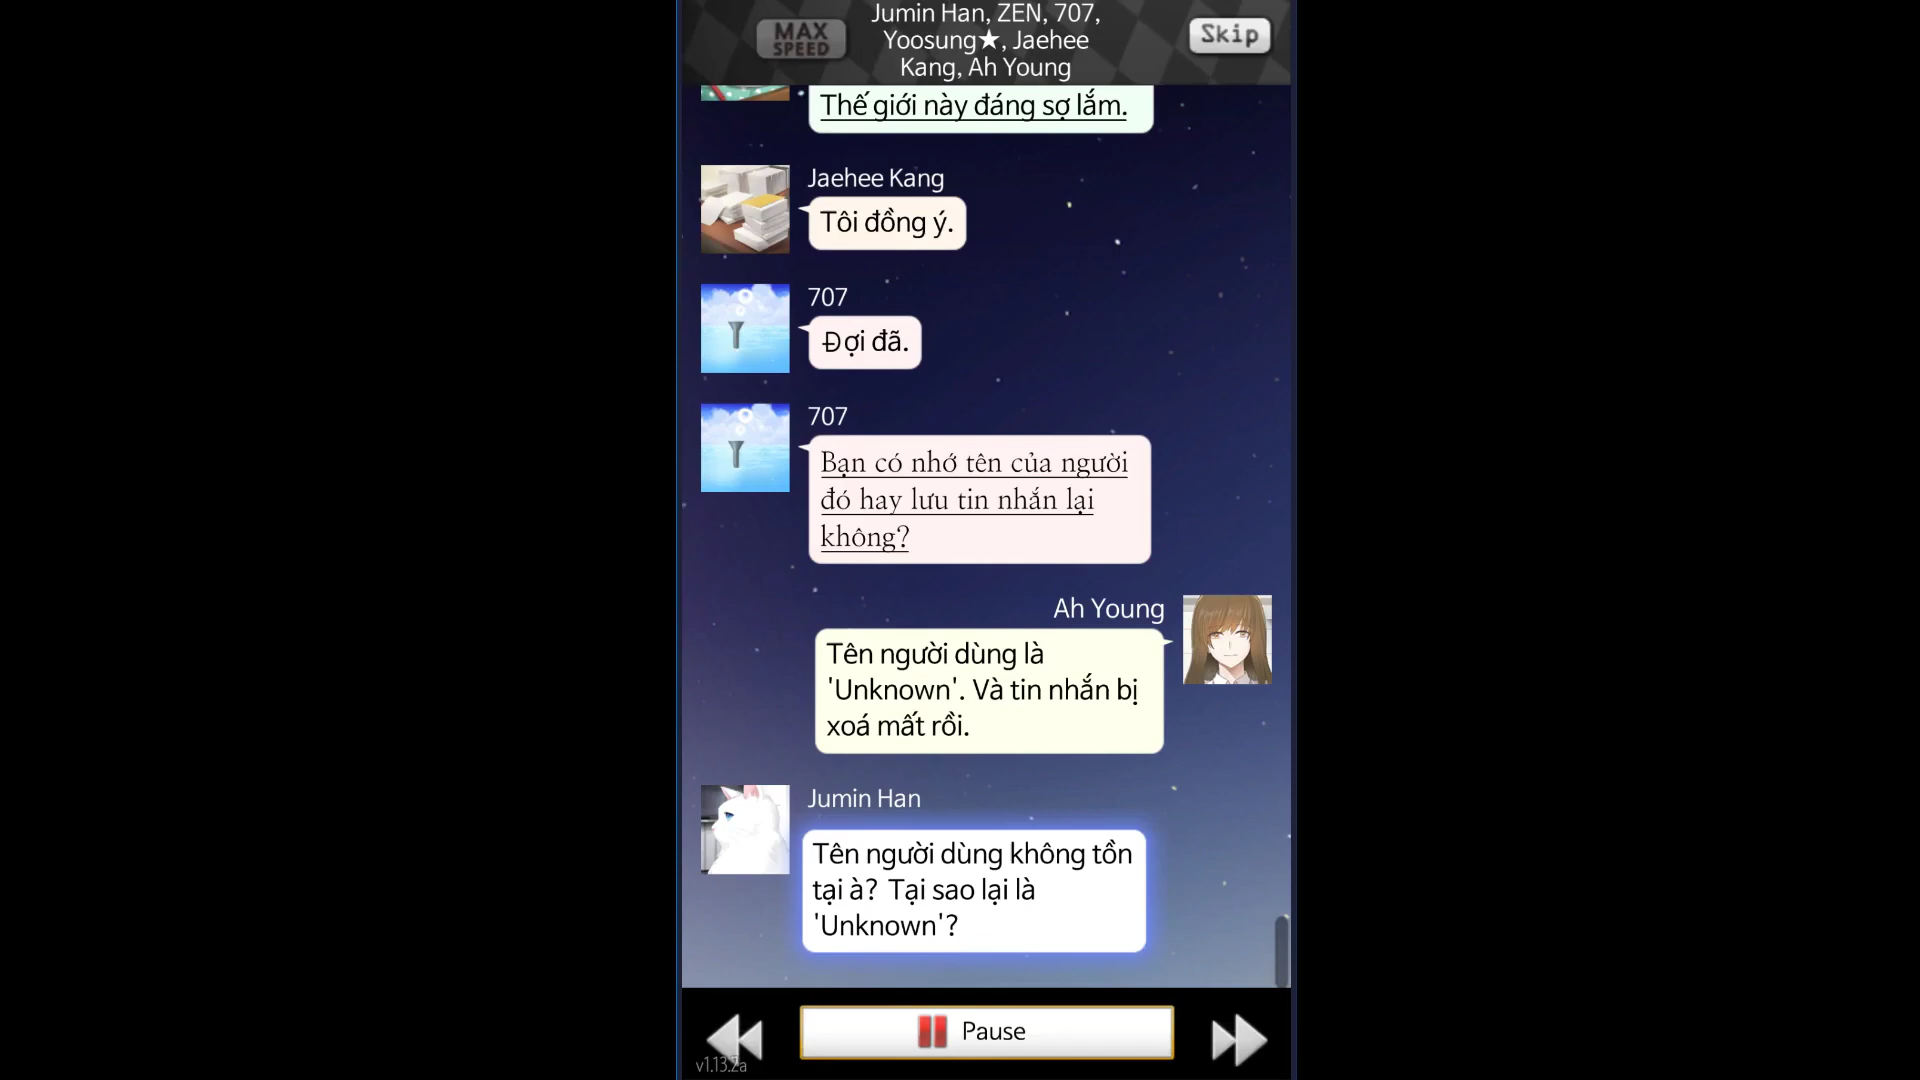 MAX
SPEED
Jumin Han, ZEN, 707,
Yoosung★, Jaehee
Kang, Ah Young
Skip
Thế giới này đáng sợ lắm.
Jaehee Kang
Tôi đồng ý.
707
Đợi đã.
707
Bạn có nhớ tên của người
đó hay lưu tin nhắn lại
không?
Ah Young
Tên người dùng là
'Unknown'. Và tin nhắn bị
xoá mất rồi.
Jumin Han
Tên người dùng không tồn
tại à? Tại sao lại là
'Unknown'?
Pause
v1.13.2a